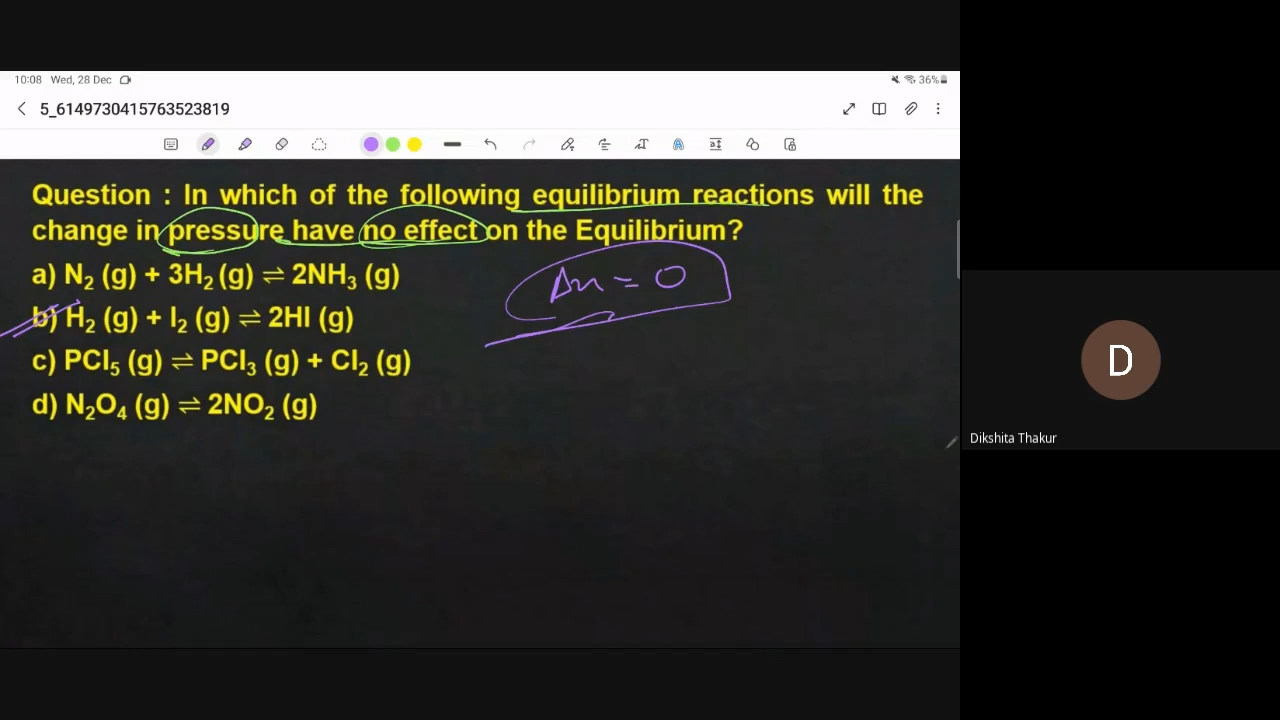 10:08 Wed, 28 Dec 36%
5_6149730415763523819
Question : In which of the following equilibrium reactions will the
change in pressure have no effect on the Equilibrium?
a) N₂ (g) + 3H₂ (g) ⇌ 2NH₃ (g)
Δn = 0
b) H₂ (g) + I₂ (g) ⇌ 2HI (g)
c) PCl₅ (g) ⇌ PCl₃ (g) + Cl₂ (g)
d) N₂O₄ (g) ⇌ 2NO₂ (g)
D
Dikshita Thakur